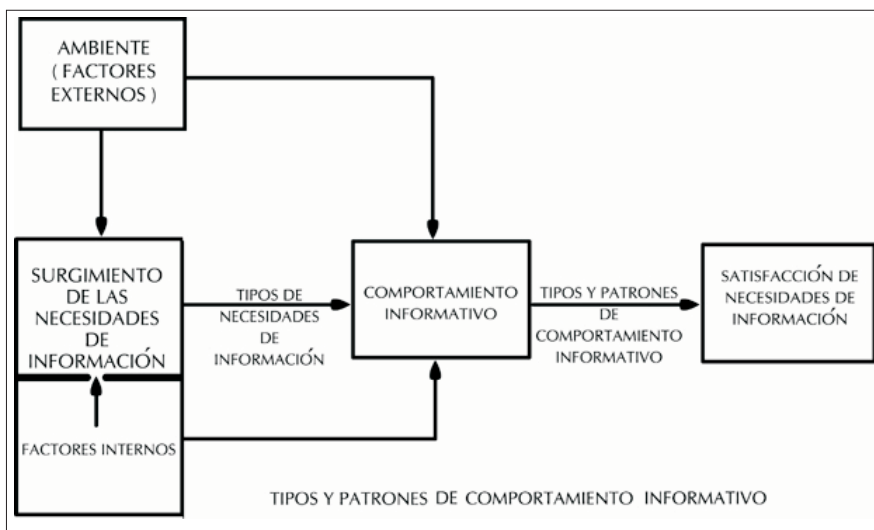 AMBIENTE
( FACTORES
EXTERNOS )
SURGIMIENTO
DE LAS
NECESIDADES
DE
INFORMACIÓN
FACTORES INTERNOS
TIPOS DE
NECESIDADES
DE
INFORMACIÓN
COMPORTAMIENTO
INFORMATIVO
TIPOS Y PATRONES
DE
COMPORTAMIENTO
INFORMATIVO
SATISFACCIÓN DE
NECESIDADES DE
INFORMACIÓN
TIPOS Y PATRONES DE COMPORTAMIENTO INFORMATIVO